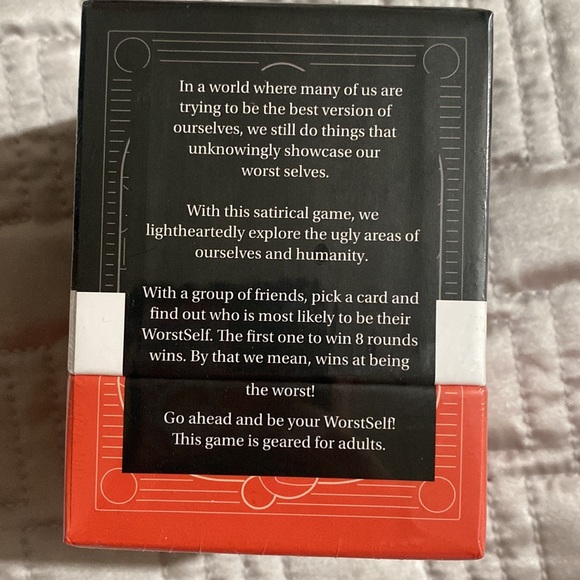 In a world where many of us are
trying to be the best version of
ourselves, we still do things that
unknowingly showcase our
worst selves.
With this satirical game, we
lightheartedly explore the ugly areas of
ourselves and humanity.
With a group of friends, pick a card and
find out who is most likely to be their
WorstSelf. The first one to win 8 rounds
wins. By that we mean, wins at being
the worst!
Go ahead and be your WorstSelf!
This game is geared for adults.